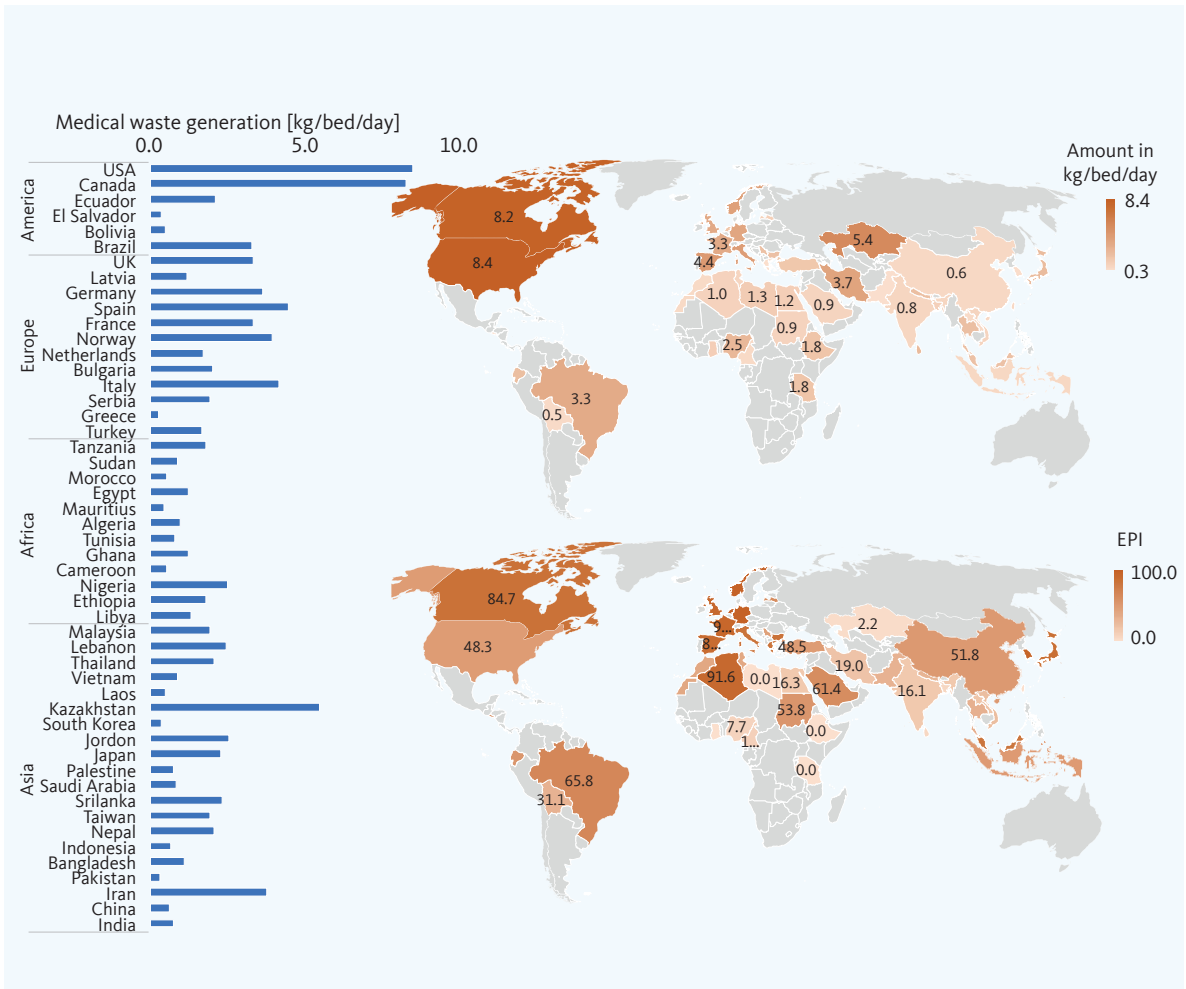 Medical waste generation [kg/bed/day]
0.0 5.0 10.0
America
USA
Canada
Ecuador
El Salvador
Bolivia
Brazil
Europe
UK
Latvia
Germany
Spain
France
Norway
Netherlands
Bulgaria
Italy
Serbia
Greece
Turkey
Africa
Tanzania
Sudan
Morocco
Egypt
Mauritius
Algeria
Tunisia
Ghana
Cameroon
Nigeria
Ethiopia
Libya
Asia
Malaysia
Lebanon
Thailand
Vietnam
Laos
Kazakhstan
South Korea
Jordon
Japan
Palestine
Saudi Arabia
Srilanka
Taiwan
Nepal
Indonesia
Bangladesh
Pakistan
Iran
China
India
Amount in
kg/bed/day
8.4
0.3
8.2
8.4
3.3
0.5
3.3
4.4
5.4
3.7
0.6
0.8
1.0
1.3
1.2
0.9
0.9
2.5
1.8
1.8
EPI
100.0
0.0
84.7
48.3
65.8
31.1
9...
8...
48.5
2.2
51.8
19.0
16.1
91.6
0.0
16.3
61.4
53.8
7.7
1...
0.0
0.0